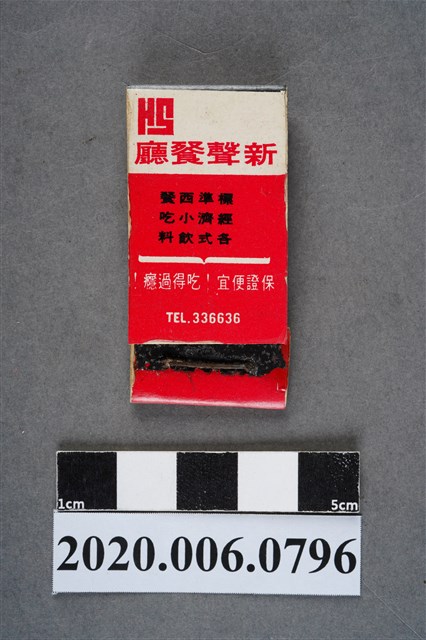 HS
新聲餐廳
標準西餐
經濟小吃
各式飲料
保證便宜！吃得過癮！
TEL.336636
1cm 5cm
2020.006.0796